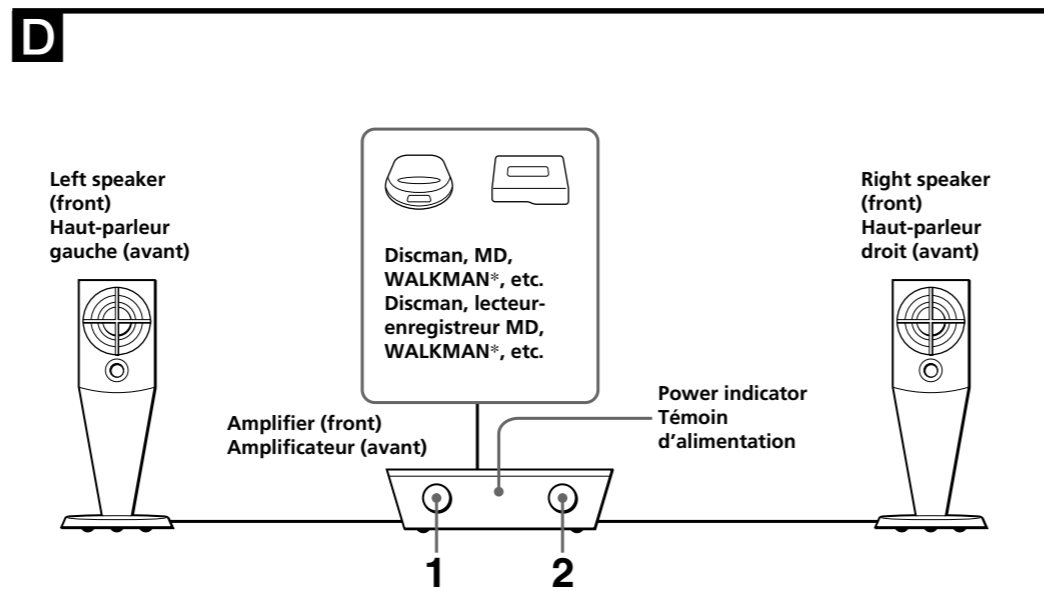 D
Left speaker
(front)
Haut-parleur
gauche (avant)
Discman, MD,
WALKMAN*, etc.
Discman, lecteur-
enregistreur MD,
WALKMAN*, etc.
Right speaker
(front)
Haut-parleur
droit (avant)
Amplifier (front)
Amplificateur (avant)
Power indicator
Témoin
d’alimentation
1
2